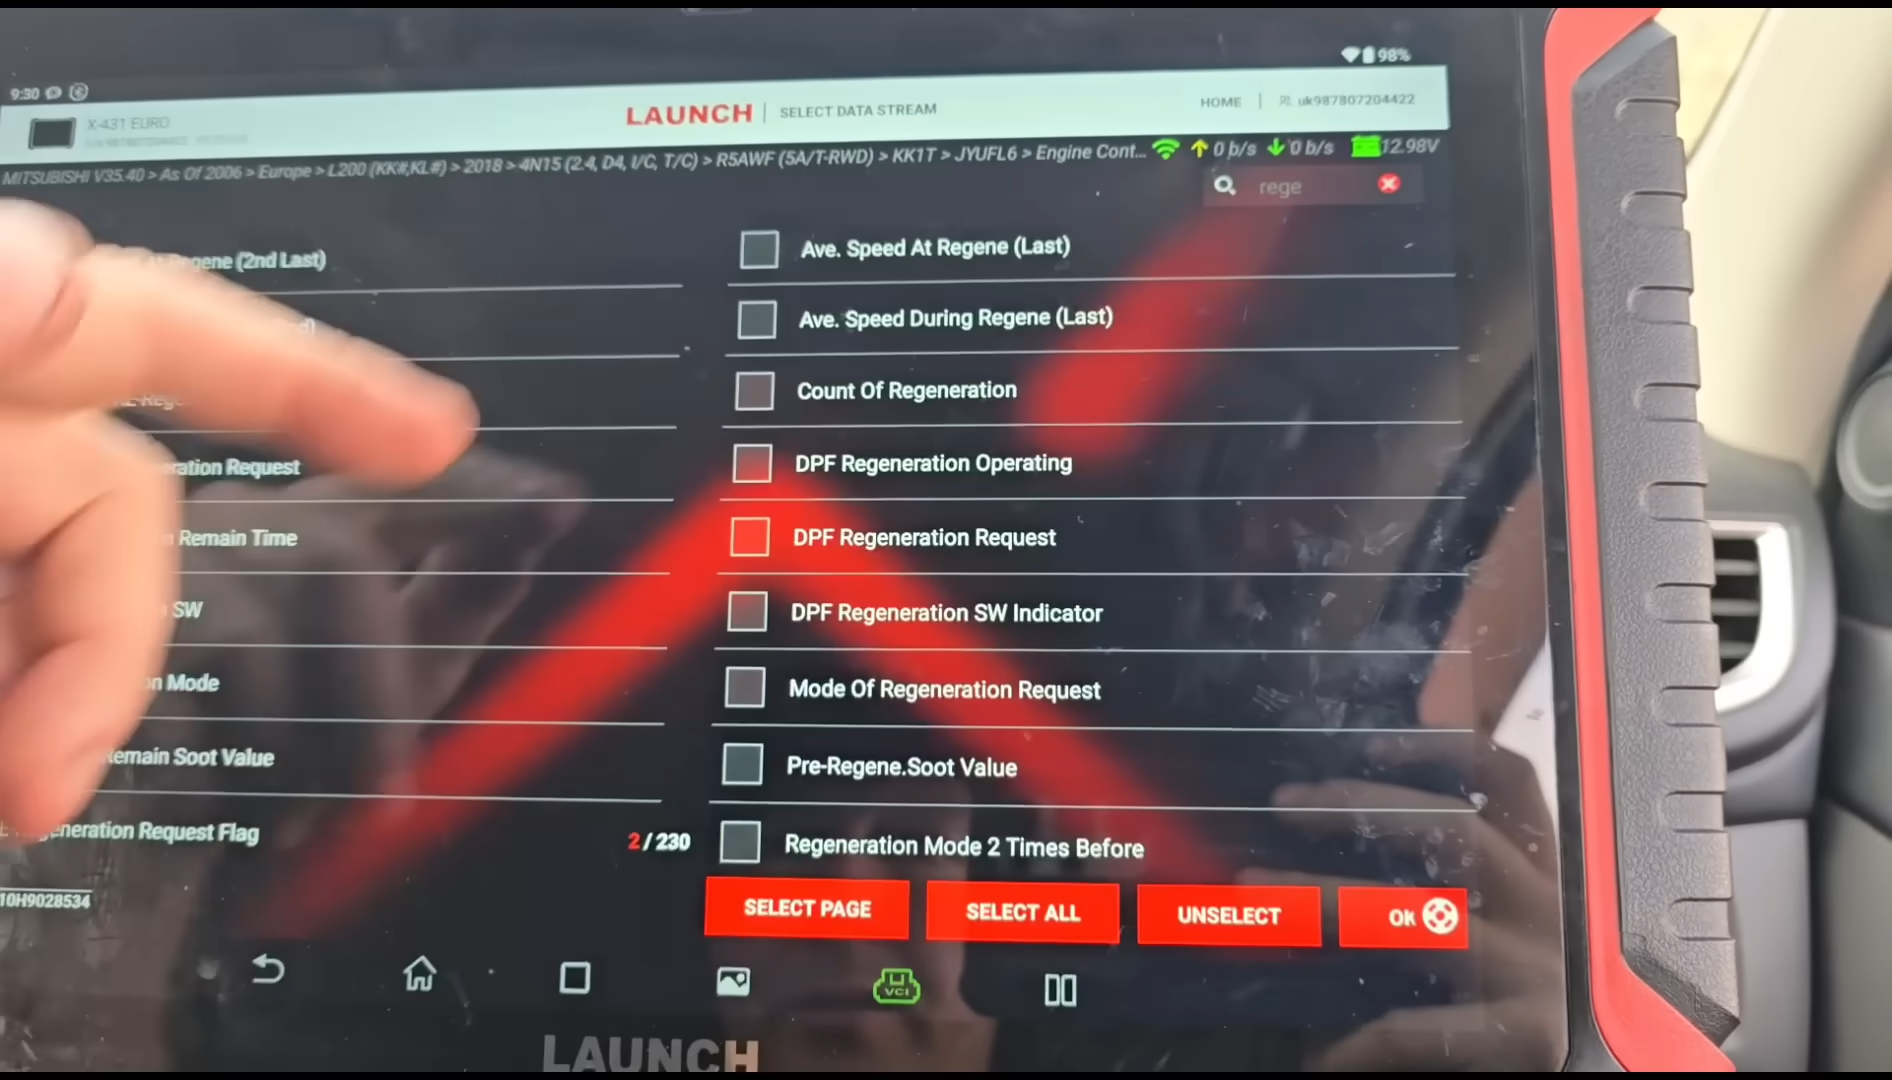 9:30
98%
X-431 EURO
LAUNCH
SELECT DATA STREAM
HOME
uk987807204422
MITSUBISHI V35.40 > As Of 2006 > Europe > L200 (KK#,KL#) > 2018 > 4N15 (2.4, D4, I/C, T/C) > R5AWF (5A/T-RWD) > KK1T > JYUFL6 > Engine Cont...
0 b/s
0 b/s
12.98V
rege
Regene (2nd Last)
Ave. Speed At Regene (Last)
Ave. Speed During Regene (Last)
Count Of Regeneration
Request
DPF Regeneration Operating
Remain Time
DPF Regeneration Request
SW
DPF Regeneration SW Indicator
Mode
Mode Of Regeneration Request
Remain Soot Value
Pre-Regene.Soot Value
Request Flag
2/230
Regeneration Mode 2 Times Before
10H9028534
SELECT PAGE
SELECT ALL
UNSELECT
OK
VCI
LAUNCH